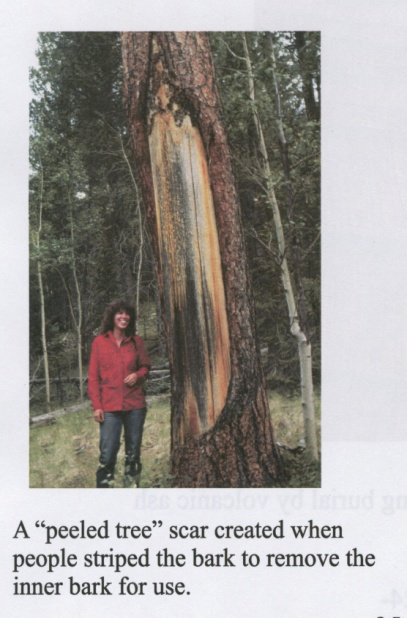 A “peeled tree” scar created when
people striped the bark to remove the
inner bark for use.